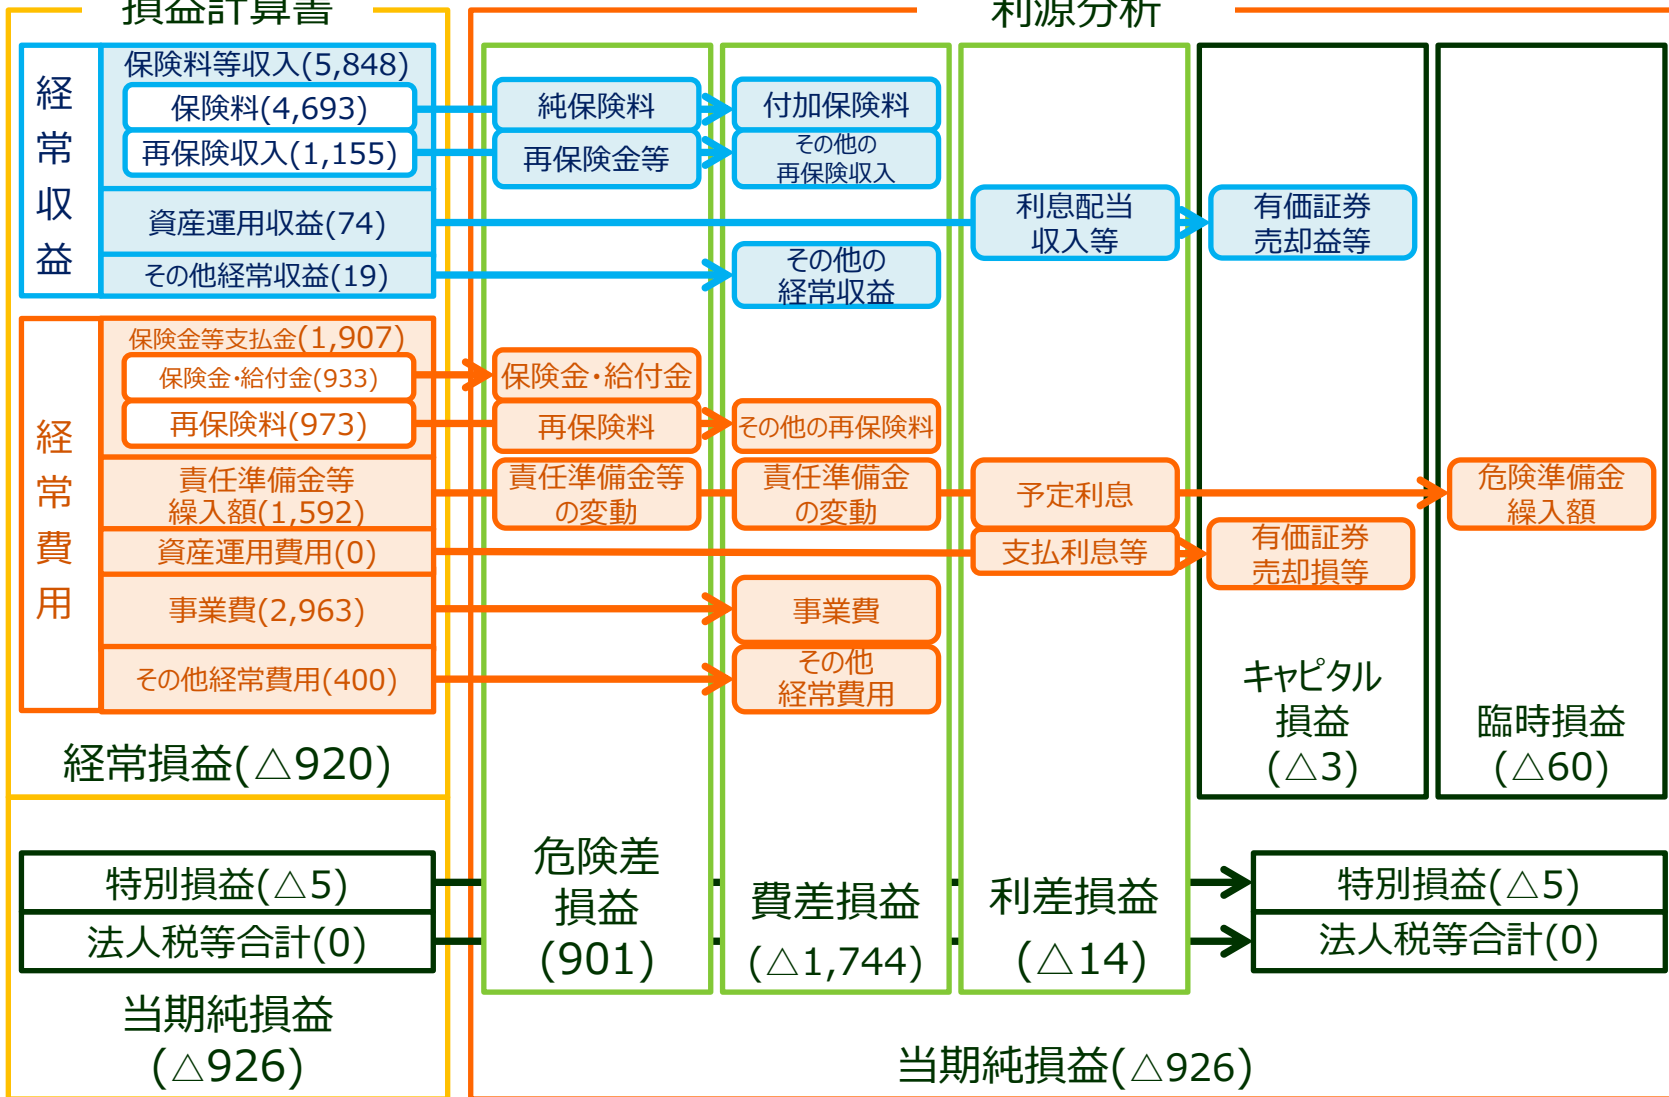 損益計算書
利源分析
経
常
収
益
保険料等収入(5,848)
保険料(4,693)
再保険収入(1,155)
資産運用収益(74)
その他経常収益(19)
純保険料
付加保険料
再保険金等
その他の
再保険収入
利息配当
収入等
有価証券
売却益等
その他の
経常収益
経
常
費
用
保険金等支払金(1,907)
保険金・給付金(933)
再保険料(973)
責任準備金等
繰入額(1,592)
資産運用費用(0)
事業費(2,963)
その他経常費用(400)
保険金・給付金
再保険料
その他の再保険料
責任準備金等
の変動
責任準備金
の変動
予定利息
危険準備金
繰入額
支払利息等
有価証券
売却損等
事業費
その他
経常費用
経常損益(△920)
キャピタル
損益
(△3)
臨時損益
(△60)
特別損益(△5)
法人税等合計(0)
危険差
損益
(901)
費差損益
(△1,744)
利差損益
(△14)
特別損益(△5)
法人税等合計(0)
当期純損益
(△926)
当期純損益(△926)